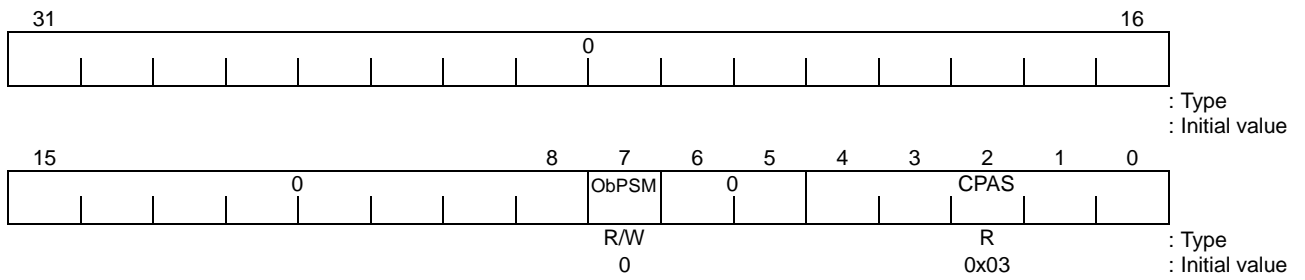 31 16
0
: Type
: Initial value
15 8 7 6 5 4 3 2 1 0
0 ObPSM 0 CPAS
R/W R : Type
0 0x03 : Initial value